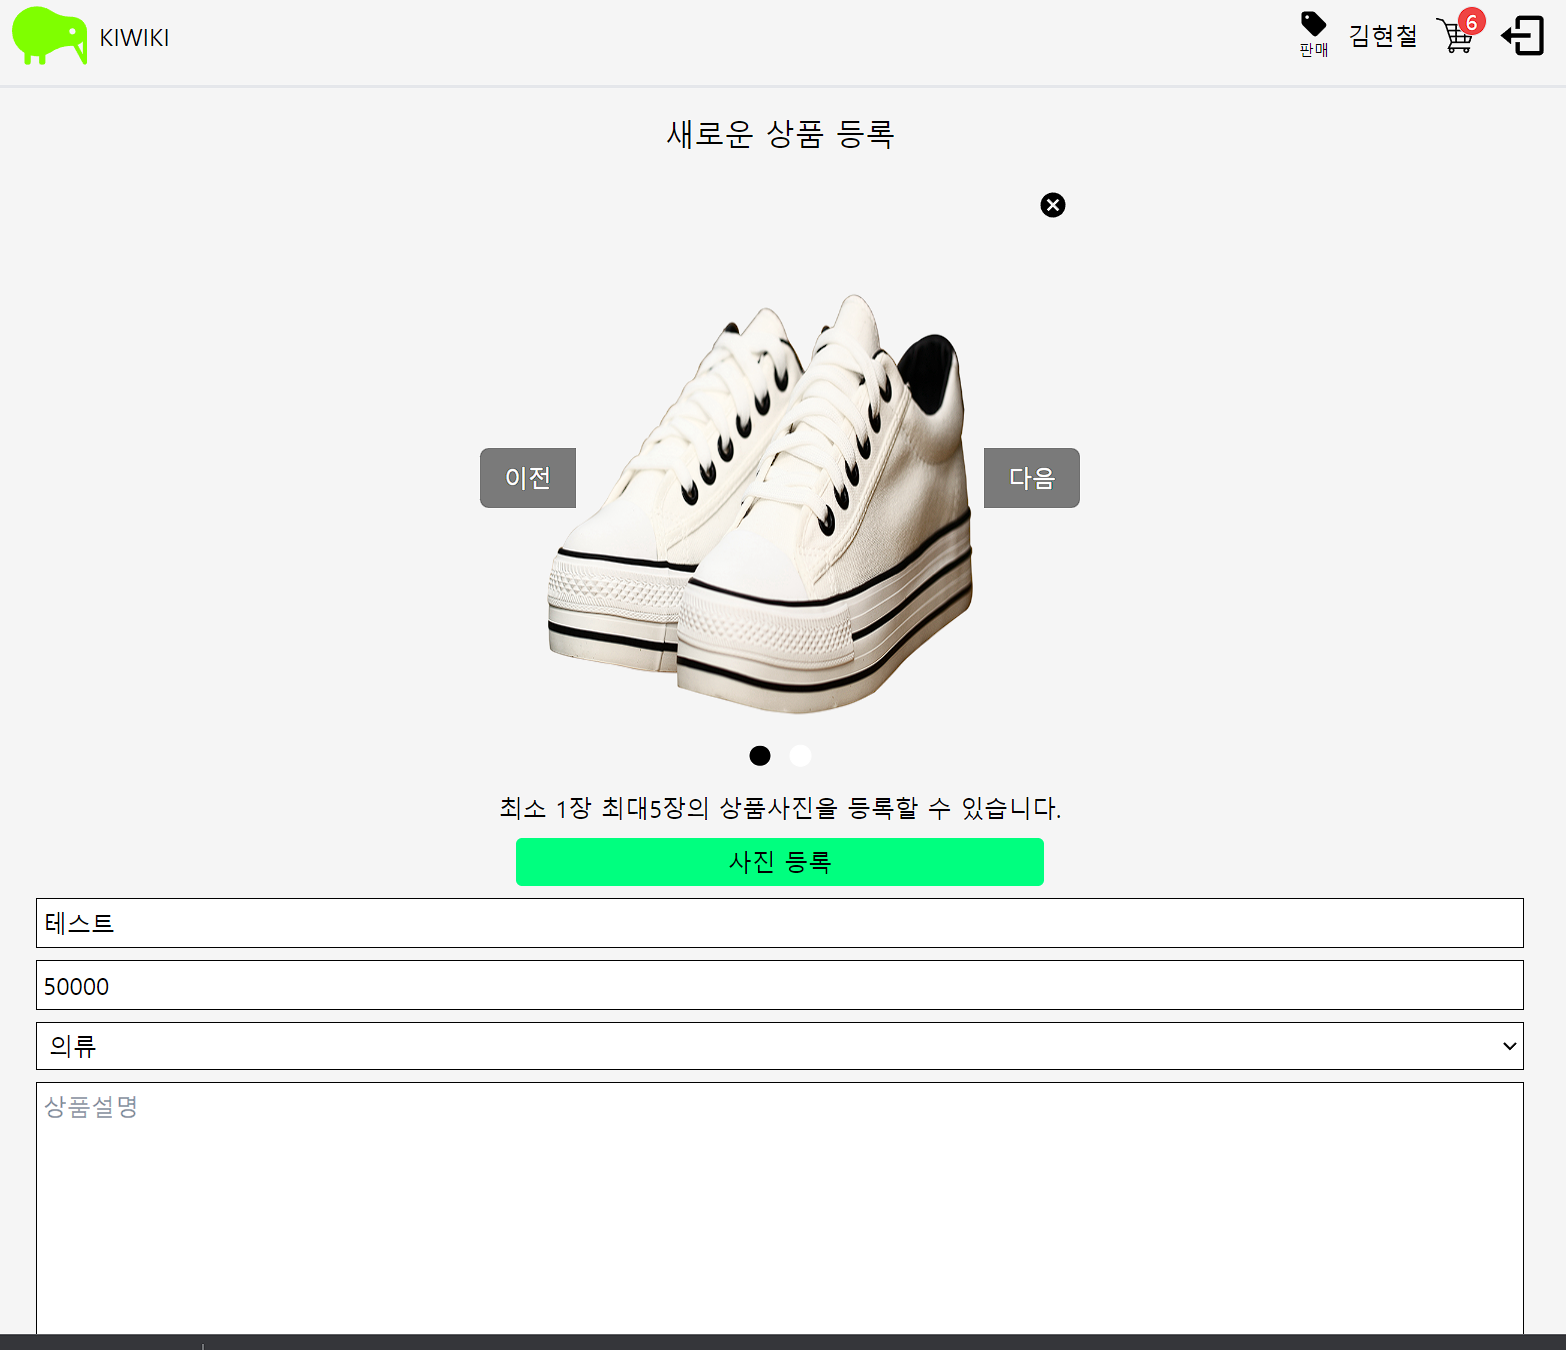 KIWIKI
판매
김현철
6
새로운 상품 등록
이전
다음
최소 1장 최대5장의 상품사진을 등록할 수 있습니다.
사진 등록
테스트
50000
의류
상품설명